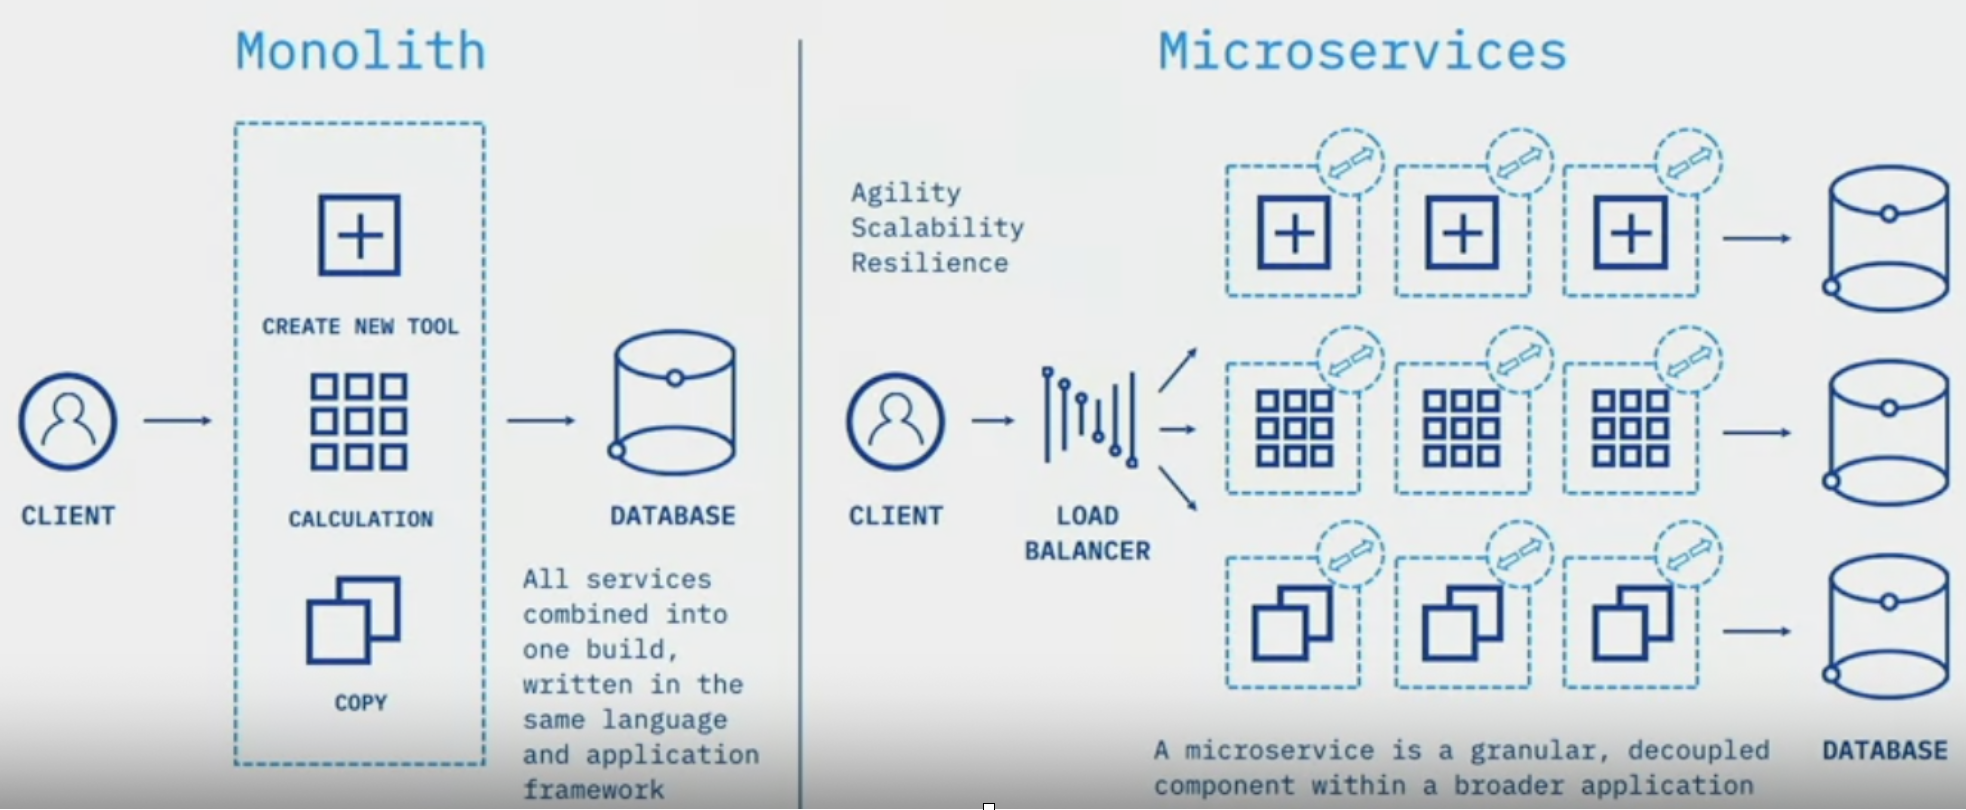 Monolith
CREATE NEW TOOL
CALCULATION
COPY
CLIENT
DATABASE
All services
combined into
one build,
written in the
same language
and application
framework
Microservices
Agility
Scalability
Resilience
CLIENT
LOAD
BALANCER
A microservice is a granular, decoupled
component within a broader application
DATABASE